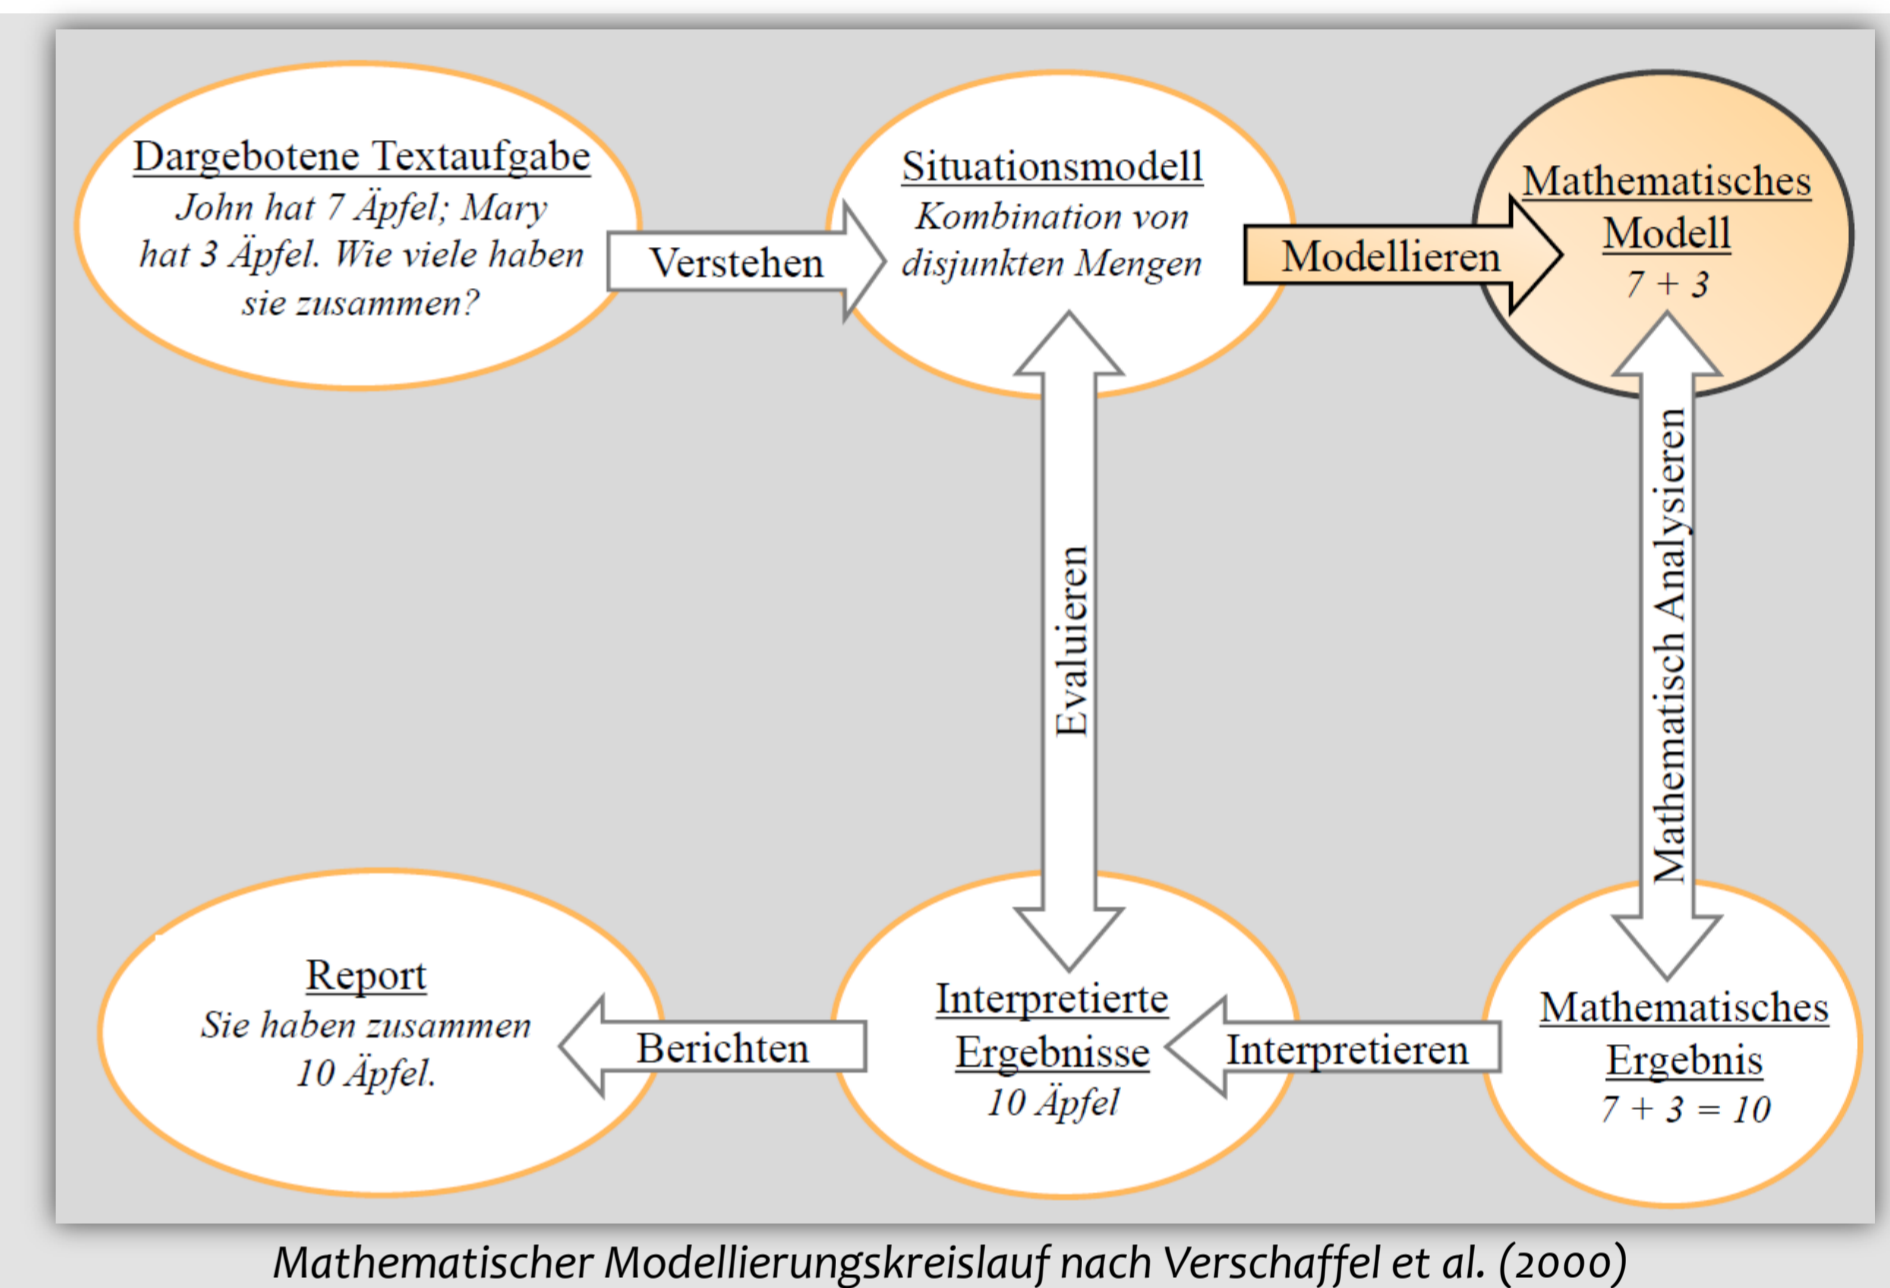 Dargebotene Textaufgabe
John hat 7 Äpfel; Mary
hat 3 Äpfel. Wie viele haben
sie zusammen?
Verstehen
Situationsmodell
Kombination von
disjunkten Mengen
Modellieren
Mathematisches
Modell
7 + 3
Evaluieren
Mathematisch Analysieren
Report
Sie haben zusammen
10 Äpfel.
Berichten
Interpretierte
Ergebnisse
10 Äpfel
Interpretieren
Mathematisches
Ergebnis
7 + 3 = 10
Mathematischer Modellierungskreislauf nach Verschaffel et al. (2000)